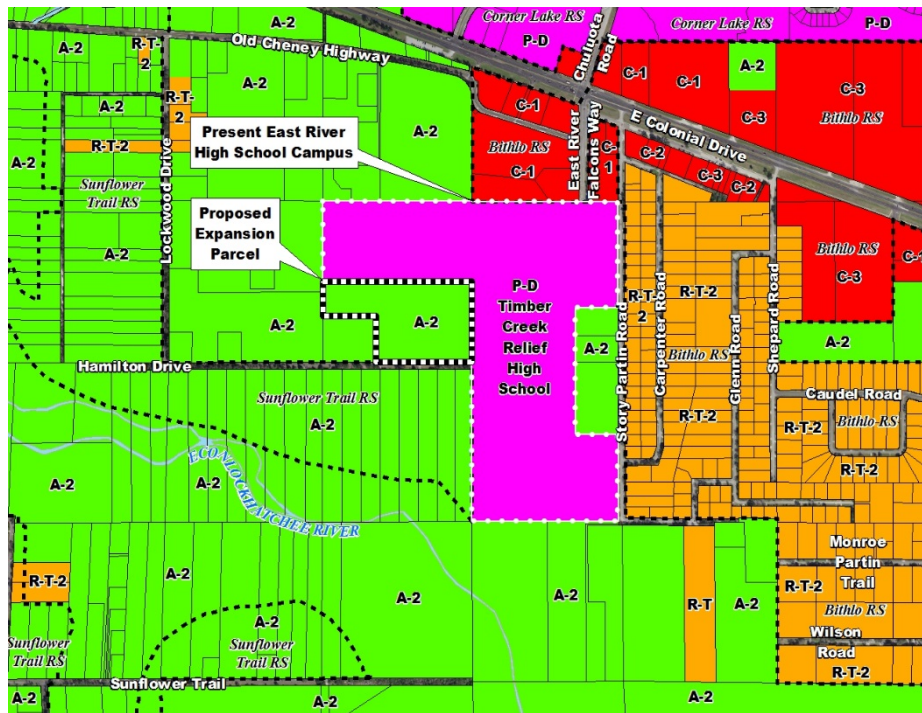 Corner Lake RS
P-D
Corner Lake RS
P-D
Chuluota
Road
A-2
R-T-
2
A-2
Old Cheney Highway
A-2
C-1
C-1
A-2
C-3
A-2
R-T-
2
A-2
C-1
C-3
Bithlo RS
Present East River
High School Campus
E Colonial Drive
R-T-2
A-2
Sunflower
Trail RS
Lockwood Drive
Bithlo RS
C-1
East River
Falcons Way
C-
1
C-2
C-3
C-2
Proposed
Expansion
Parcel
A-2
A-2
Bithlo RS
C-3
C-1
P-D
Timber
Creek
Relief
High
School
R-T-
2
R-T-2
A-2
A-2
A-2
Story Partin Road
Carpenter Road
Bithlo RS
Glenn Road
Shepard Road
A-2
Hamilton Drive
Sunflower Trail RS
A-2
Caudel Road
Bithlo RS
R-T-2
R-T-2
R-T-2
ECONLOCKHATCHEE RIVER
A-2
A-2
A-2
Monroe
Partin
Trail
R-T-2
A-2
A-2
R-T
A-2
R-T-2
Bithlo RS
Wilson
Road
R-T-2
Sunflower
Trail RS
A-2
Sunflower
Trail RS
Sunflower Trail
A-2
A-2
A-2